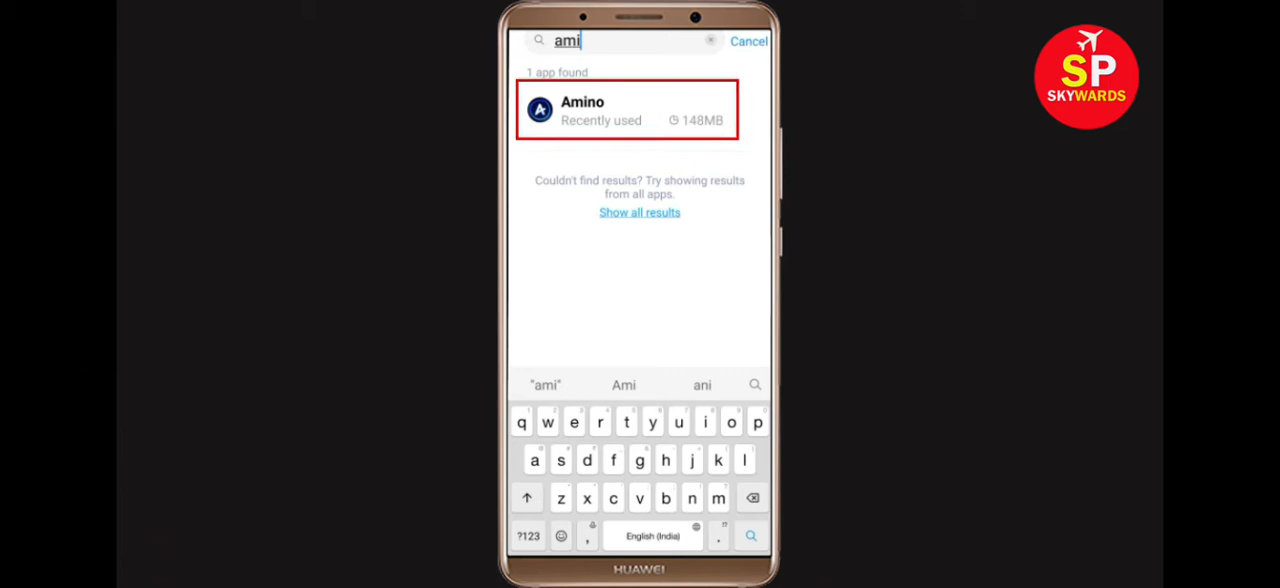 ami
Cancel
1 app found
Amino
Recently used
148MB
Couldn't find results? Try showing results
from all apps.
Show all results
"ami" Ami ani
q w e r t y u i o p
a s d f g h j k l
z x c v b n m
?123 , English (India) .
HUAWEI
SP
SKYWARDS